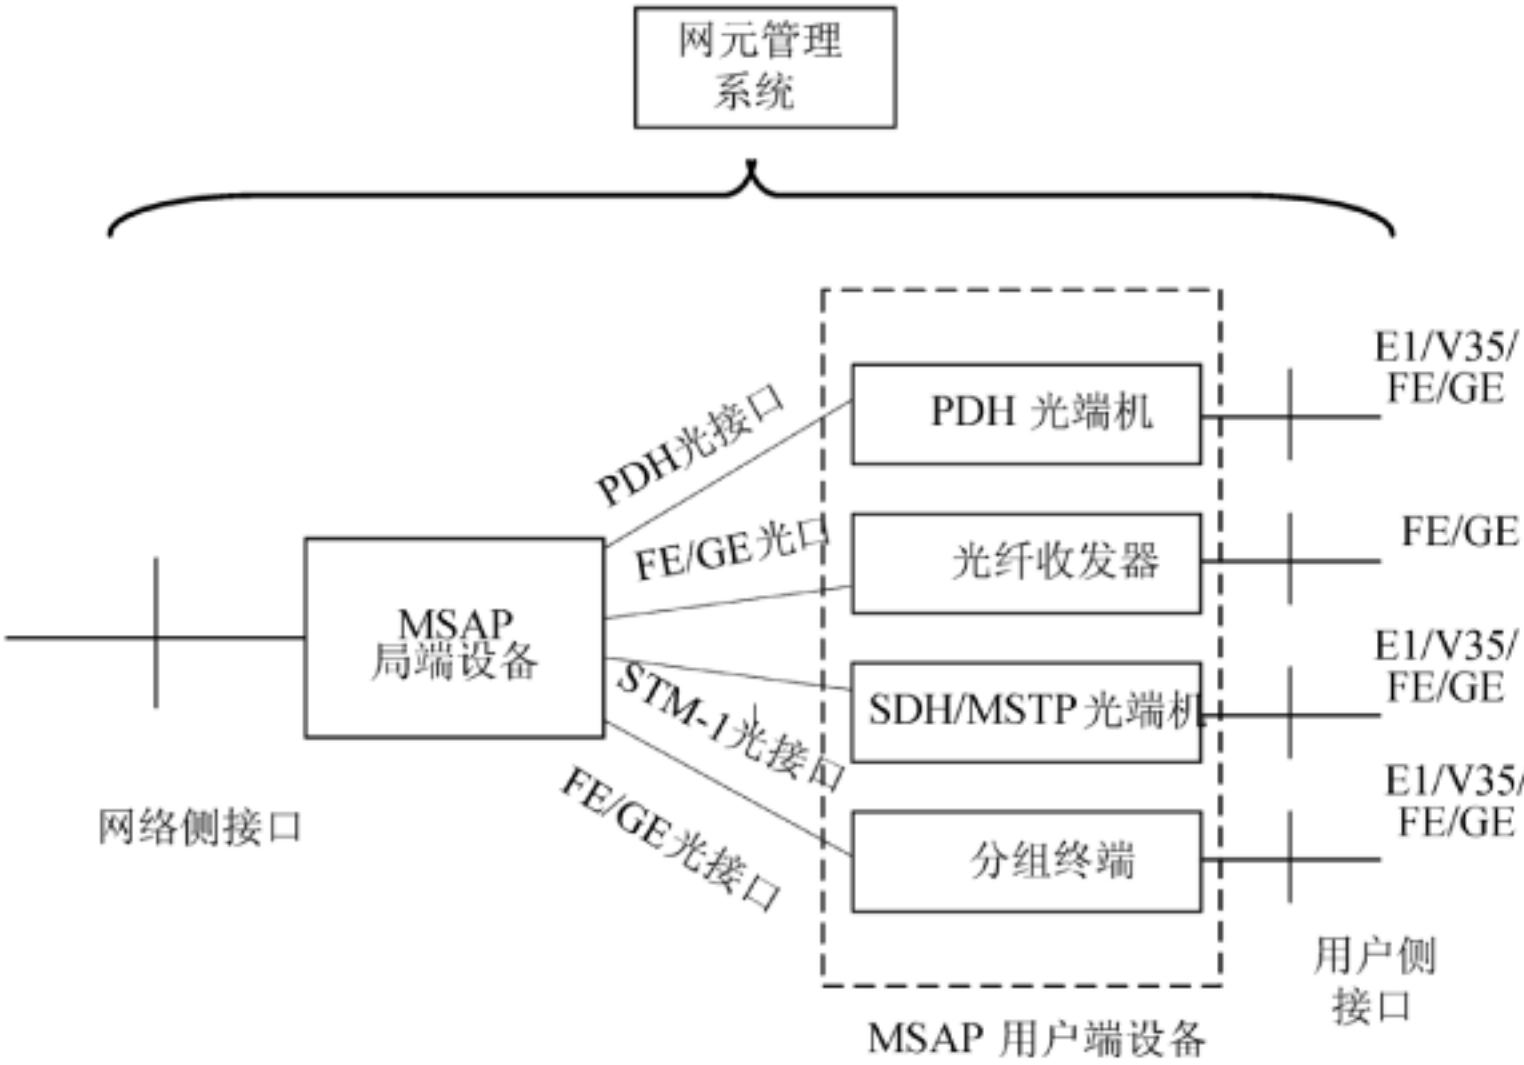 网元管理
系统
E1/V35/
FE/GE
PDH光接口
PDH 光端机
FE/GE光口
光纤收发器
FE/GE
MSAP
局端设备
STM-1光接口
SDH/MSTP光端机
E1/V35/
FE/GE
FE/GE光接口
分组终端
E1/V35/
FE/GE
网络侧接口
用户侧
接口
MSAP 用户端设备